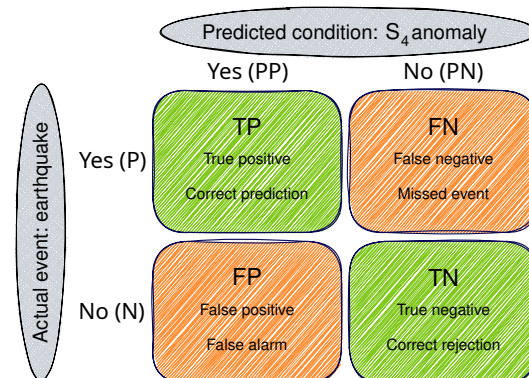 Predicted condition: S4 anomaly
Yes (PP)
No (PN)
Actual event: earthquake
Yes (P)
TP
True positive
Correct prediction
FN
False negative
Missed event
No (N)
FP
False positive
False alarm
TN
True negative
Correct rejection